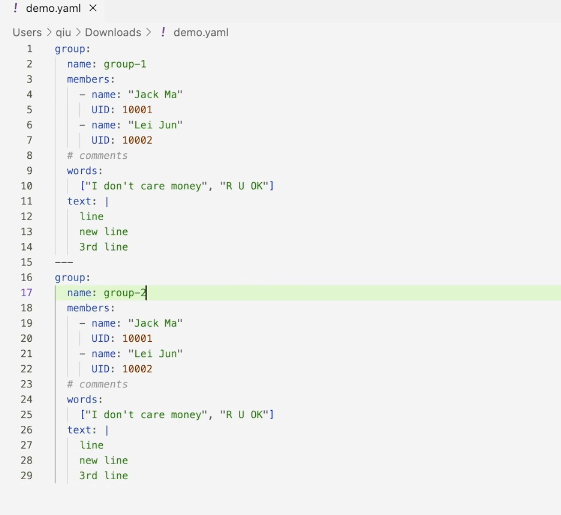 ! demo.yaml ×
Users > qiu > Downloads > ! demo.yaml
1 group:
2   name: group-1
3   members:
4     - name: "Jack Ma"
5       UID: 10001
6     - name: "Lei Jun"
7       UID: 10002
8   # comments
9   words:
10     ["I don't care money", "R U OK"]
11   text: |
12     line
13     new line
14     3rd line
15 ---
16 group:
17   name: group-2
18   members:
19     - name: "Jack Ma"
20       UID: 10001
21     - name: "Lei Jun"
22       UID: 10002
23   # comments
24   words:
25     ["I don't care money", "R U OK"]
26   text: |
27     line
28     new line
29     3rd line